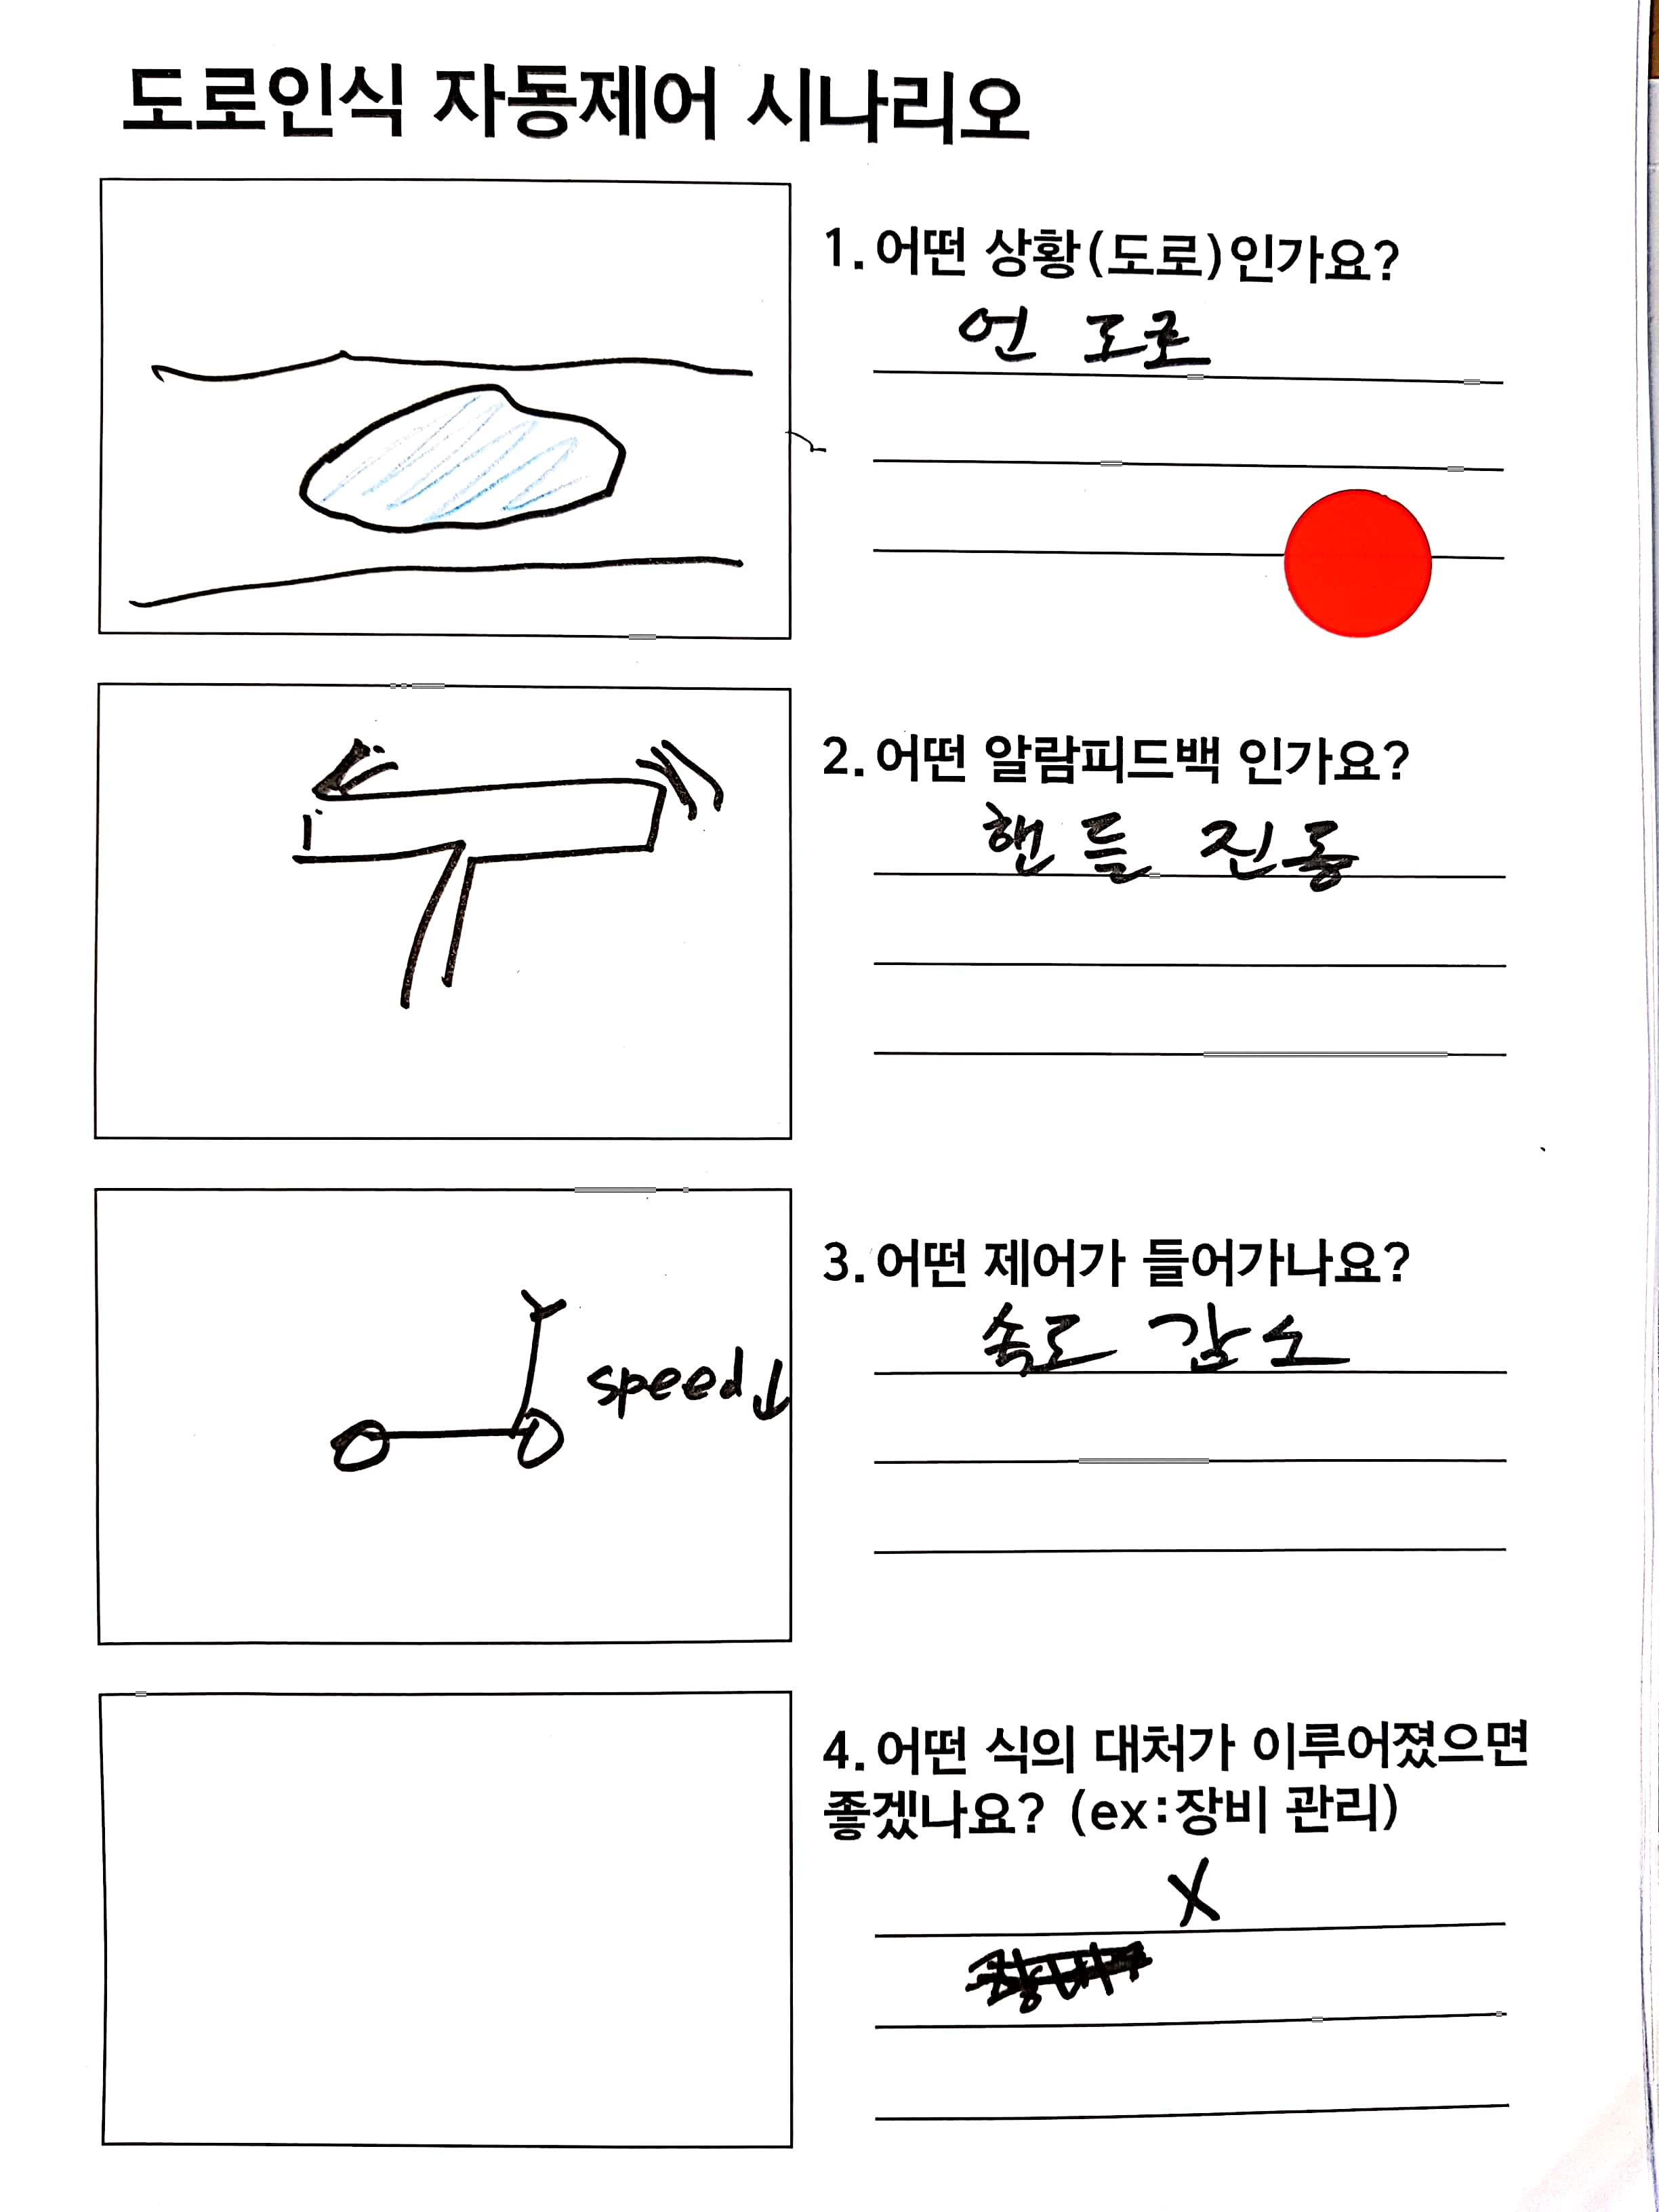 도로인식 자동제어 시나리오
1. 어떤 상황(도로)인가요?
언 도로
2. 어떤 알람피드백 인가요?
핸들 진동
3. 어떤 제어가 들어가나요?
속도 감소
speed↓
4. 어떤 식의 대처가 이루어졌으면
좋겠나요? (ex:장비 관리)
X